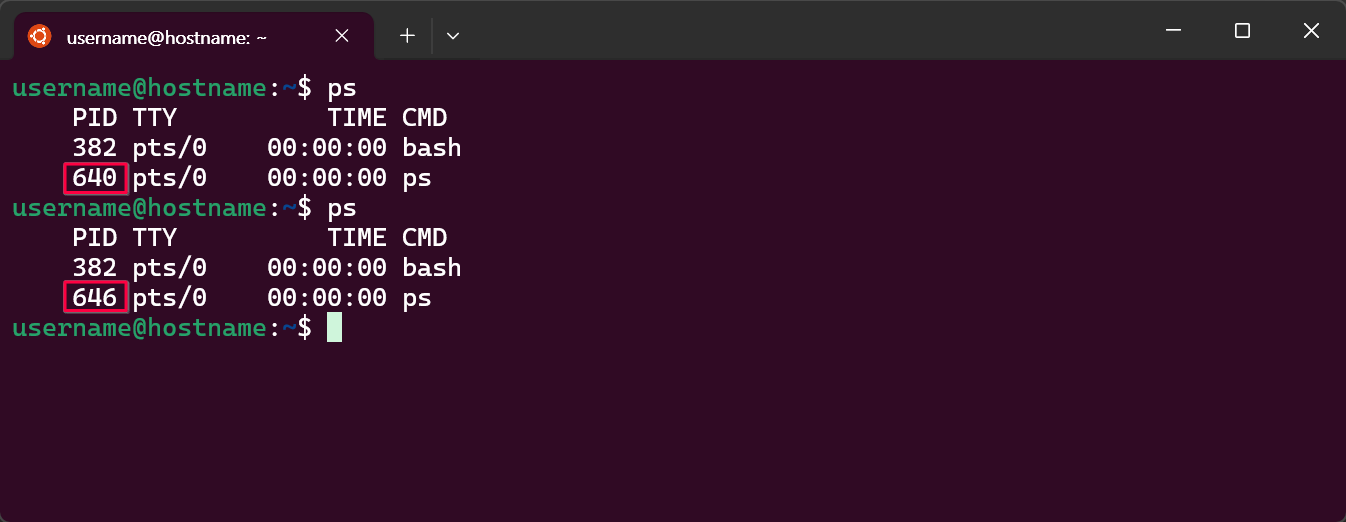 username@hostname: ~
username@hostname:~$ ps
    PID TTY          TIME CMD
    382 pts/0    00:00:00 bash
    640 pts/0    00:00:00 ps
username@hostname:~$ ps
    PID TTY          TIME CMD
    382 pts/0    00:00:00 bash
    646 pts/0    00:00:00 ps
username@hostname:~$